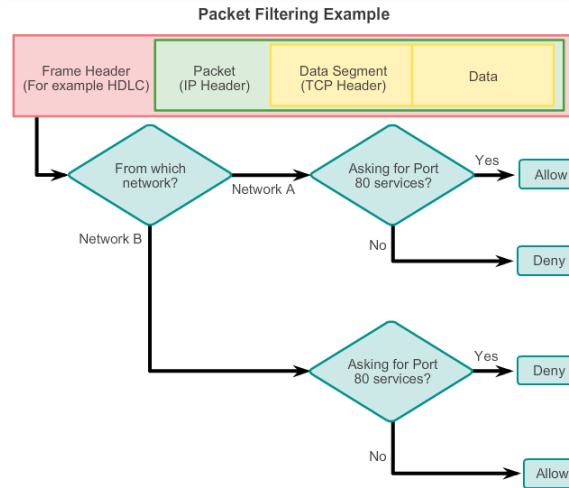 Packet Filtering Example
Frame Header
(For example HDLC)
Packet
(IP Header)
Data Segment
(TCP Header)
Data
From which
network?
Network A
Asking for Port
80 services?
Yes
Allow
No
Deny
Network B
Asking for Port
80 services?
Yes
Deny
No
Allow